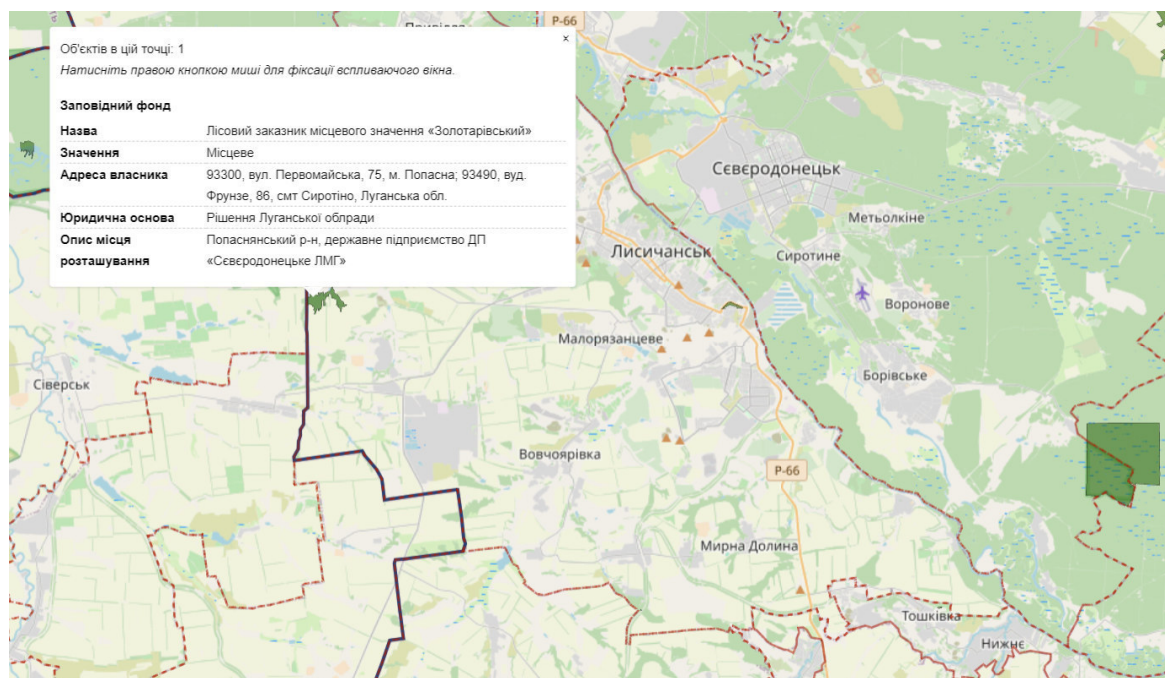 Р-66
×
Об'єктів в цій точці: 1
Натисніть правою кнопкою миші для фіксації вспливаючого вікна.
Заповідний фонд
Назва Лісовий заказник місцевого значення «Золотарівський»
Значення Місцеве
Адреса власника 93300, вул. Первомайська, 75, м. Попасна; 93490, вуд.
Фрунзе, 86, смт Сиротіно, Луганська обл.
Юридична основа Рішення Луганської облради
Опис місця Попаснянський р-н, державне підприємство ДП
розташування «Сєвєродонецьке ЛМГ»
Сєвєродонецьк
Метьолкіне
Лисичанськ
Сиротине
Воронове
Малорязанцеве
Борівське
Сіверськ
Вовчоярівка
Р-66
Мирна Долина
Тошківка
Нижнє